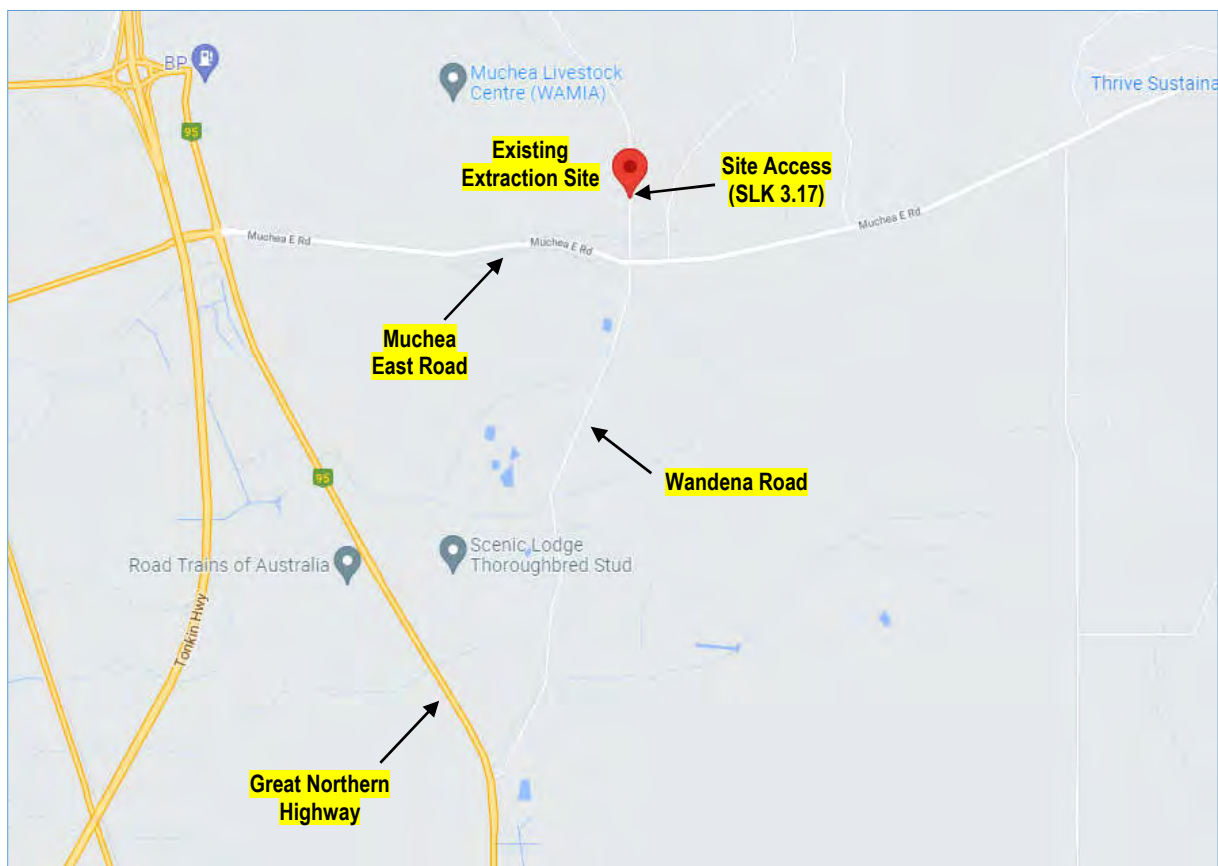 BP
Muchea Livestock
Centre (WAMIA)
Thrive Sustaina
95
Existing
Extraction Site
Site Access
(SLK 3.17)
Muchea E Rd
Muchea E Rd
Muchea E Rd
Muchea
East Road
95
Wandena Road
Road Trains of Australia
Scenic Lodge
Thoroughbred Stud
Tonkin Hwy
Great Northern
Highway